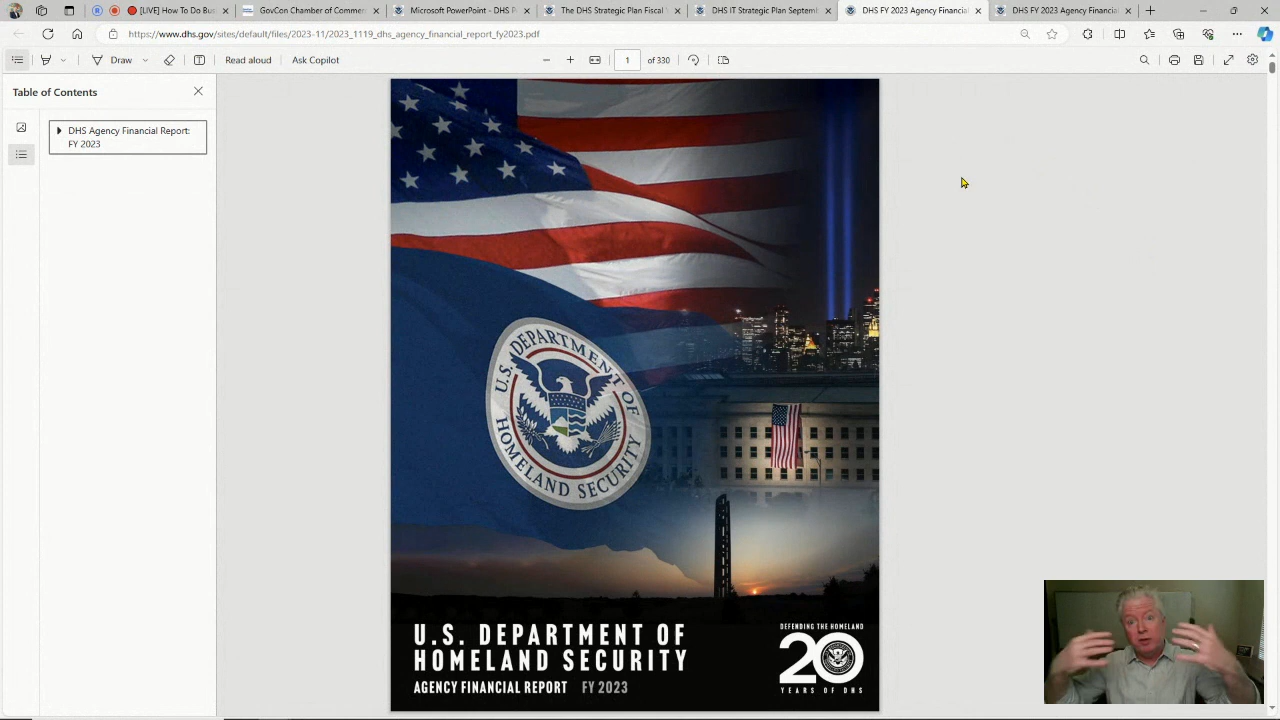 [LIVE] How To Do Bu
GovCon Chamber of Commer
Microsoft PowerPoint - DHS IT
The DHS Strategic Plan Fiscal
DHS IT Strategic Plan Septem
DHS FY 2023 Agency Financial
DHS FY 2023 Agency Financi
https://www.dhs.gov/sites/default/files/2023-11/2023_1119_dhs_agency_financial_report_fy2023.pdf
Draw
Read aloud
Ask Copilot
1 of 330
Table of Contents
DHS Agency Financial Report:
FY 2023
U.S. DEPARTMENT OF
HOMELAND SECURITY
U.S. DEPARTMENT OF
HOMELAND SECURITY
AGENCY FINANCIAL REPORT FY 2023
DEFENDING THE HOMELAND
20
YEARS OF DHS